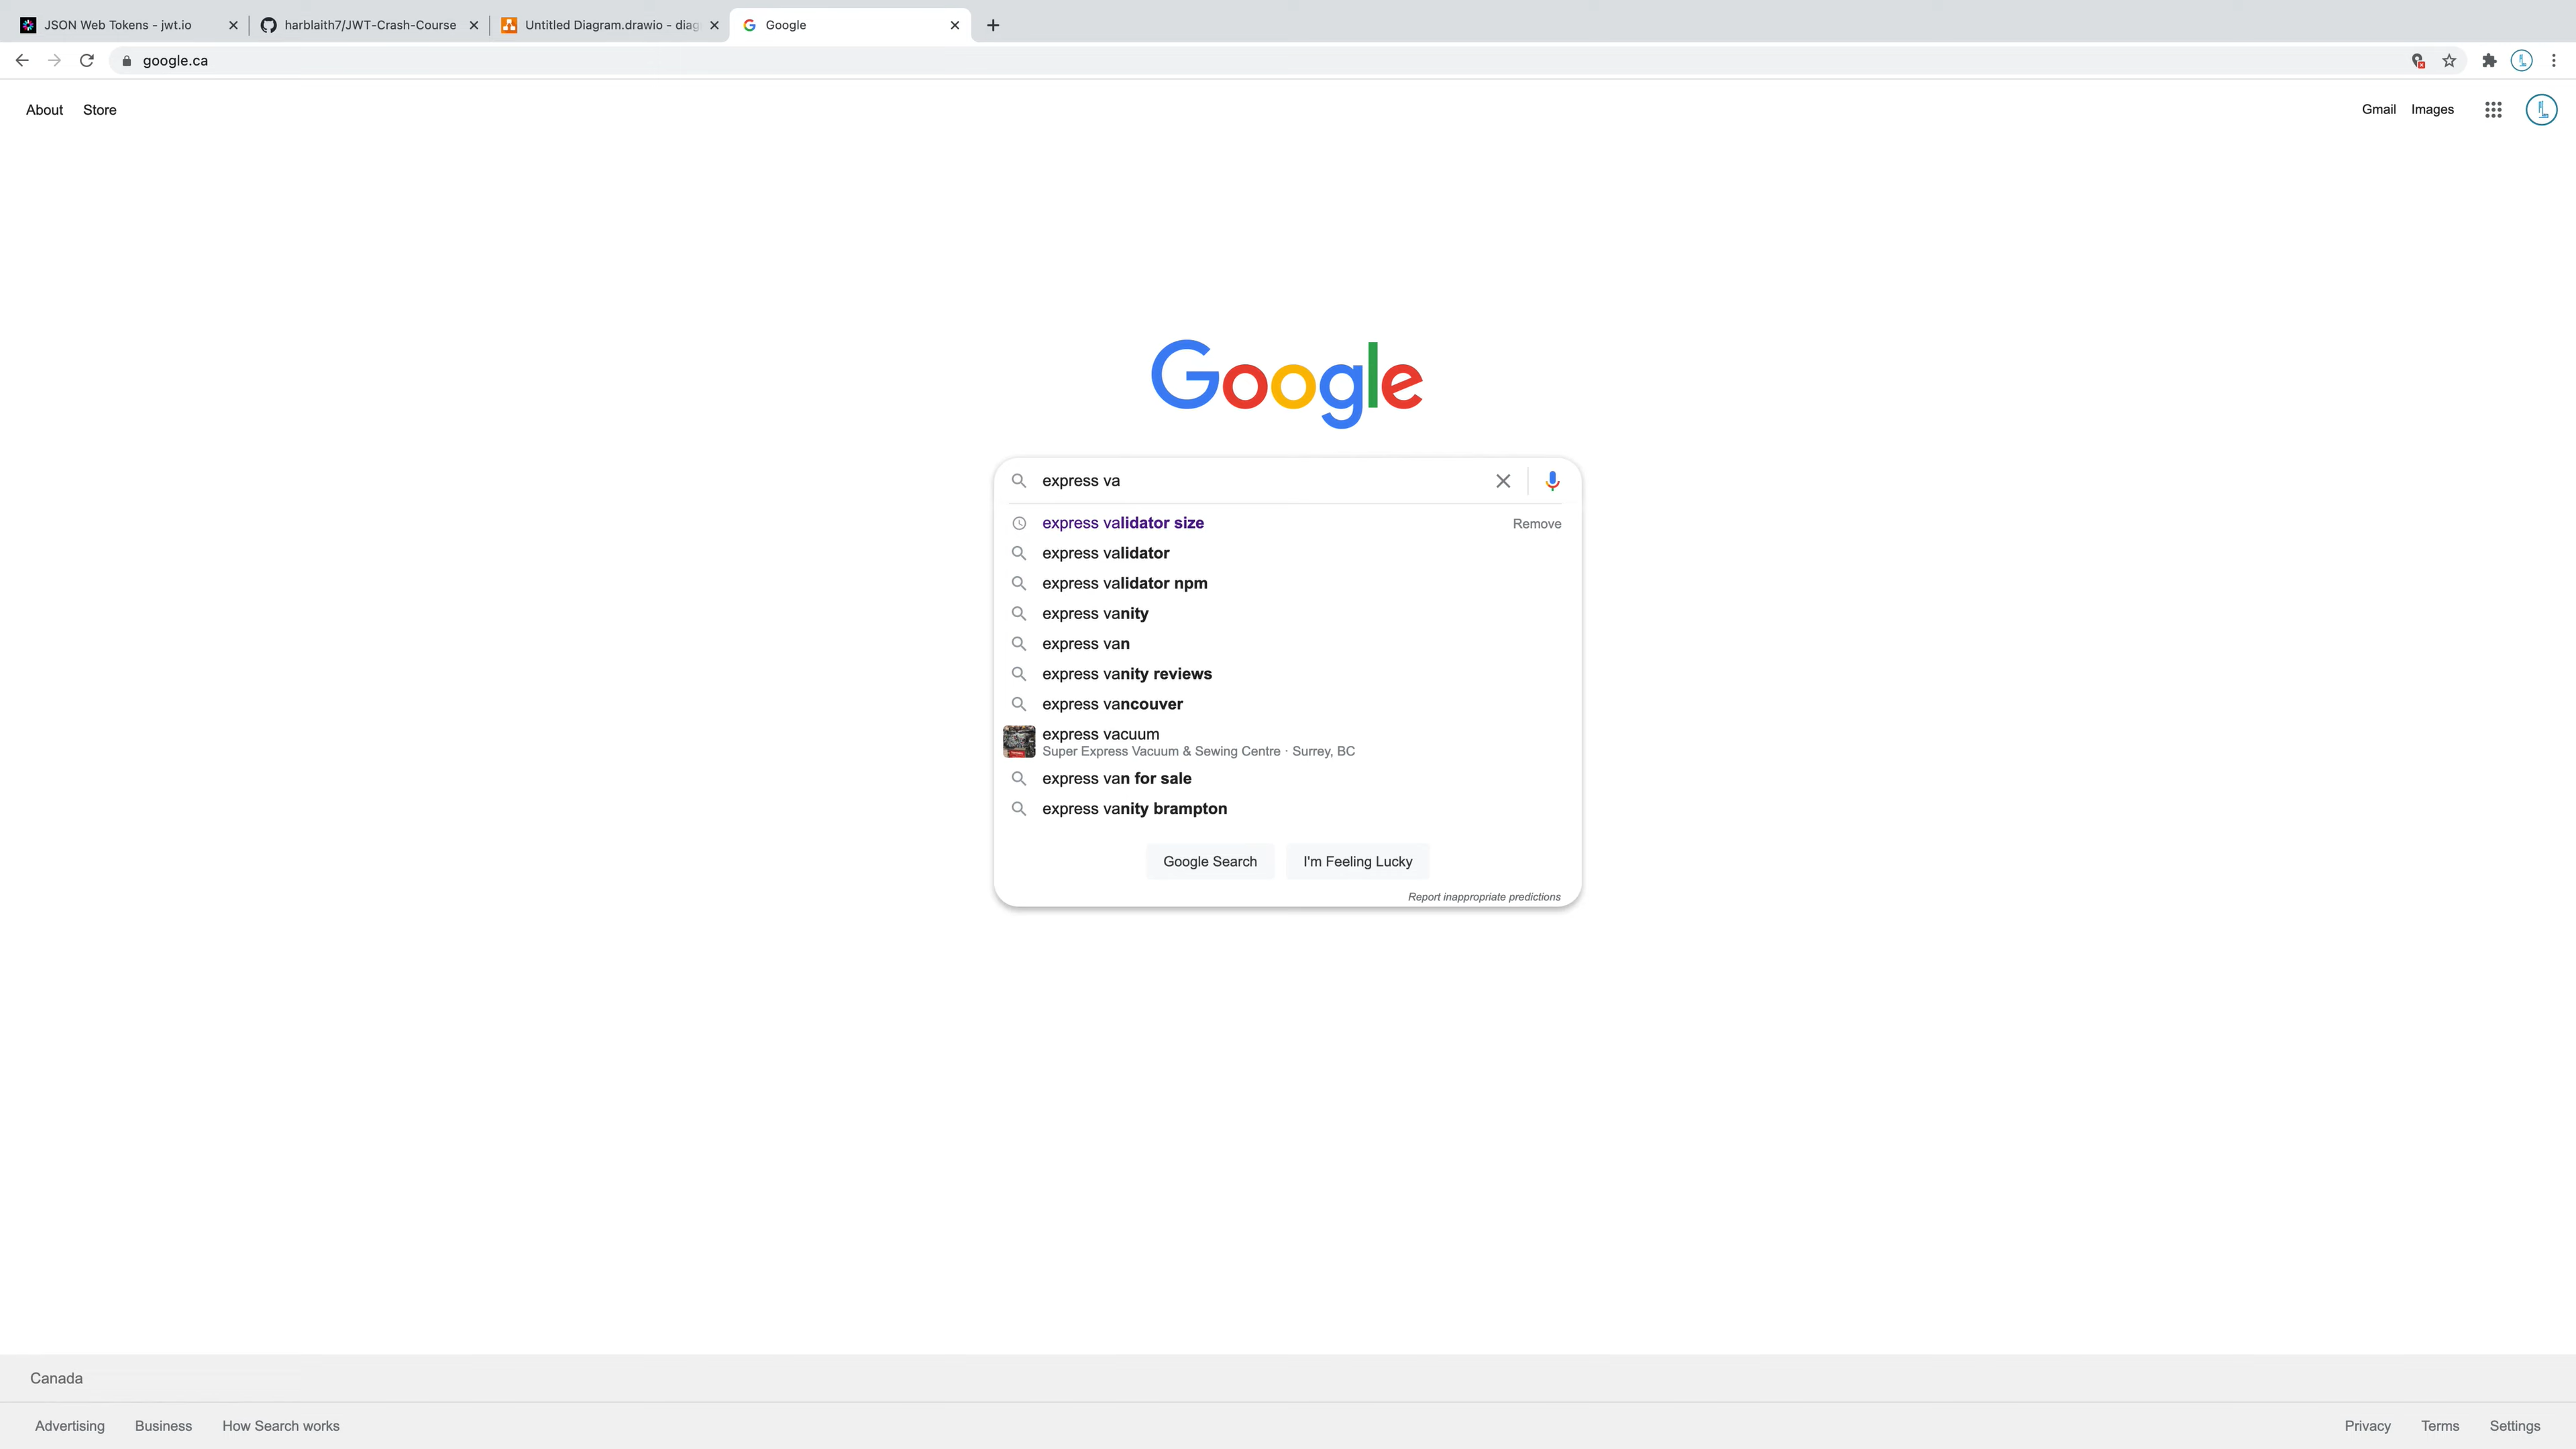 JSON Web Tokens - jwt.io
harblaith7/JWT-Crash-Course
Untitled Diagram.drawio - diag
Google
google.ca
About Store
Gmail Images
Google
express va
express validator size Remove
express validator
express validator npm
express vanity
express van
express vanity reviews
express vancouver
express vacuum
Super Express Vacuum & Sewing Centre · Surrey, BC
express van for sale
express vanity brampton
Google Search I'm Feeling Lucky
Report inappropriate predictions
Canada
Advertising Business How Search works
Privacy Terms Settings